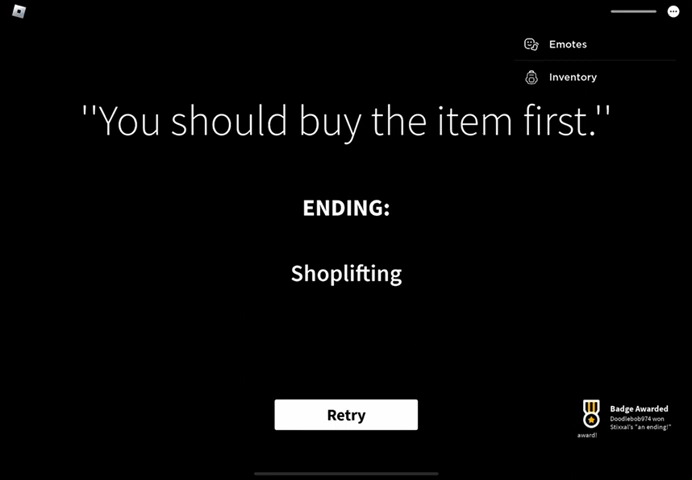 Emotes
Inventory
"You should buy the item first."
ENDING:
Shoplifting
Retry
Badge Awarded
Doodlebob974 won
Stixxal's "an ending!"
award!